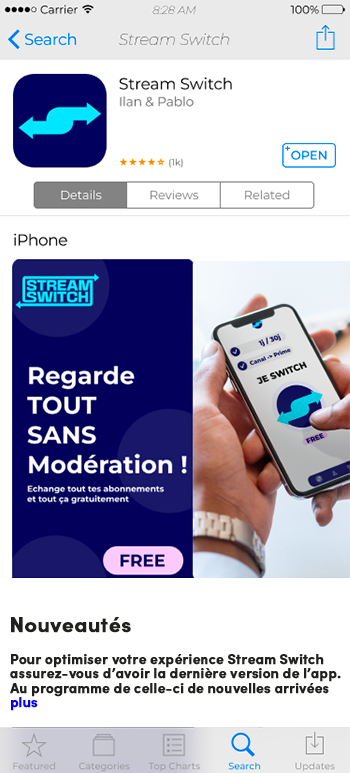 Carrier 8:28 AM 100%
Search Stream Switch
Stream Switch
Ilan & Pablo
(1k)
+OPEN
Details Reviews Related
iPhone
STREAM
SWITCH
Regarde
TOUT
SANS
Modération !
Echange tout tes abonnements
et tout ça gratuitement
FREE
1j / 30j
Canal -> Prime
JE SWITCH
FREE
Nouveautés
Pour optimiser votre expérience Stream Switch
assurez-vous d'avoir la dernière version de l'app.
Au programme de celle-ci de nouvelles arrivées
plus
Featured Categories Top Charts Search Updates